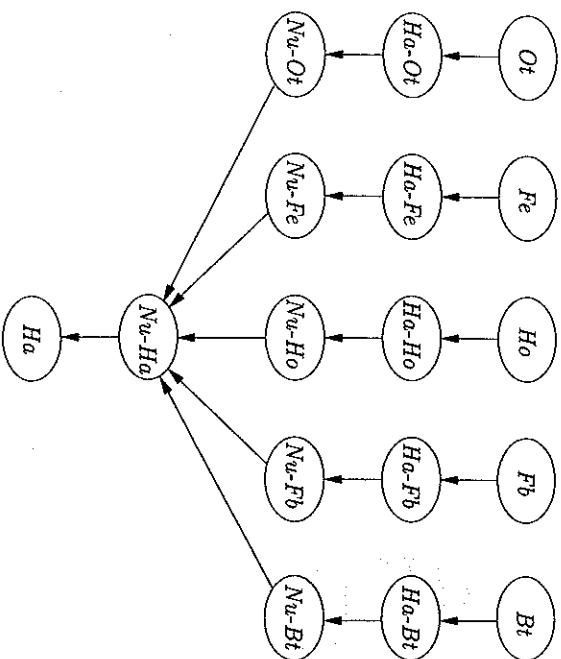 Ot Fe Ho Fb Bt
Ha-Ot Ha-Fe Ha-Ho Ha-Fb Ha-Bt
Nu-Ot Nu-Fe Nu-Ho Nu-Fb Nu-Bt
Nu-Ha
Ha